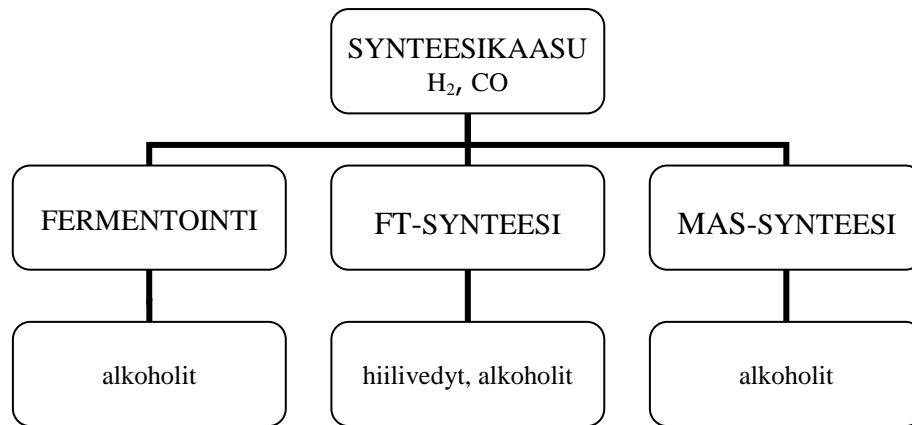 SYNTEESIKAASU
H₂, CO
FERMENTOINTI
FT-SYNTEESI
MAS-SYNTEESI
alkoholit
hiilivedyt, alkoholit
alkoholit